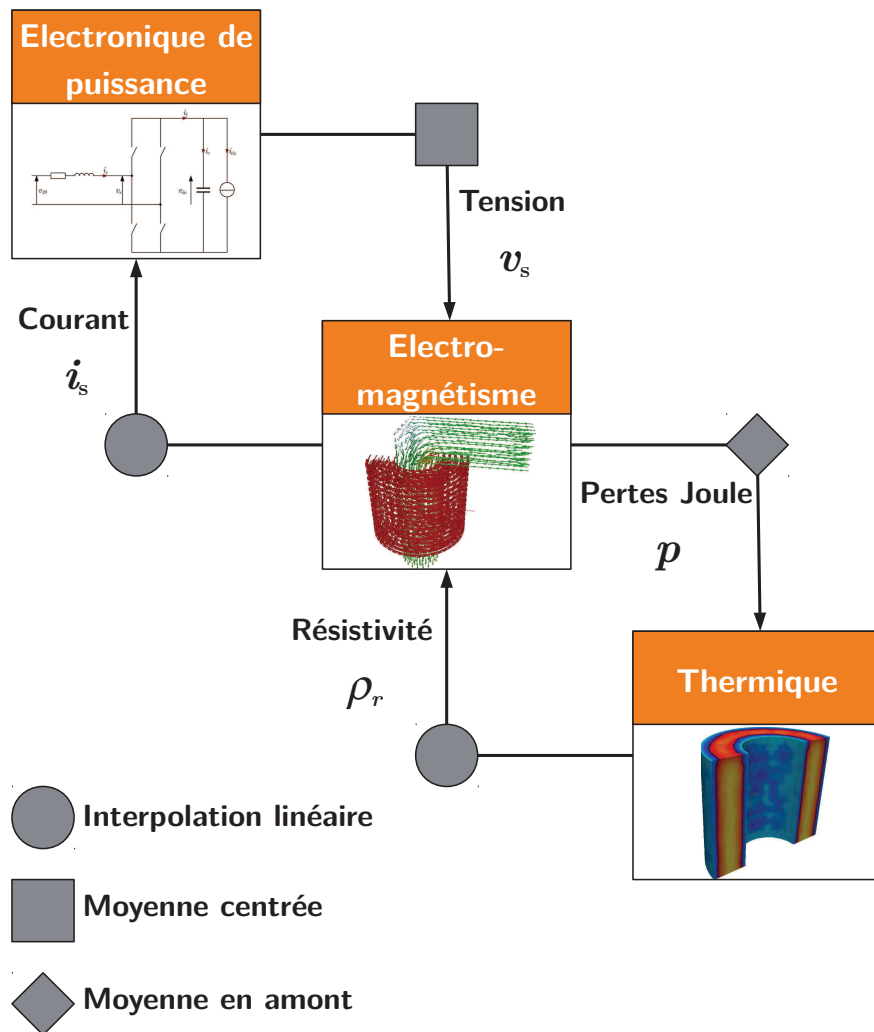 Electronique de
puissance
Tension
v_s
Courant
i_s
Electro-
magnétisme
Pertes Joule
p
Résistivité
ρ_r
Thermique
Interpolation linéaire
Moyenne centrée
Moyenne en amont